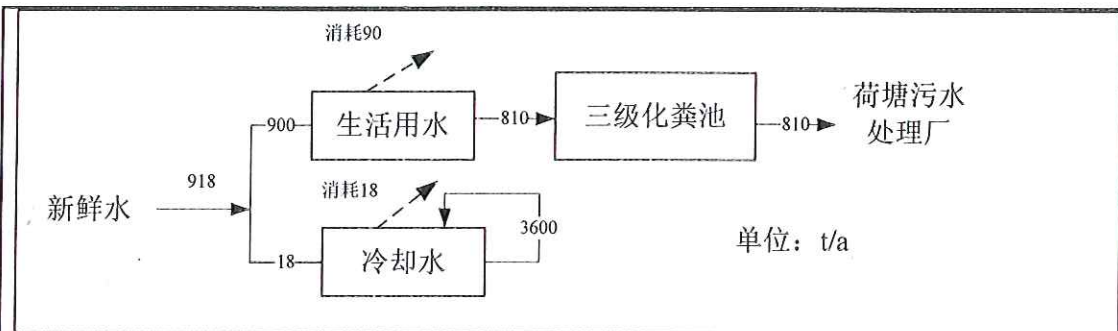 消耗90
900
生活用水
810
三级化粪池
810
荷塘污水
处理厂
新鲜水
918
消耗18
18
冷却水
3600
单位：t/a